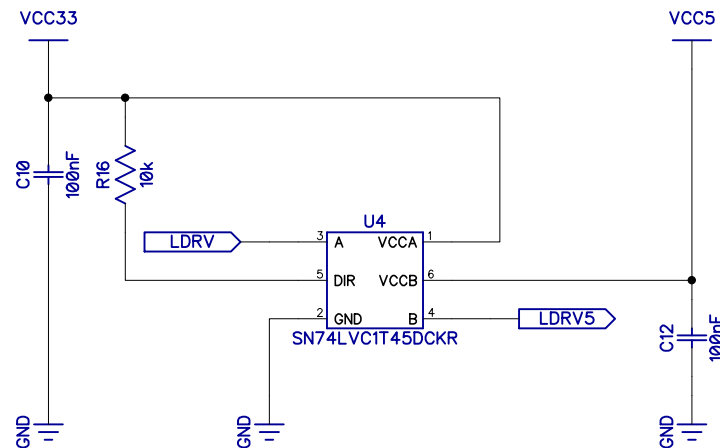 VCC33
VCC5
C10
100nF
R16
10k
U4
LDRV
3
A
VCCA
1
5
DIR
VCCB
6
2
GND
B
4
LDRV5
SN74LVC1T45DCKR
C12
100nF
GND
GND
GND